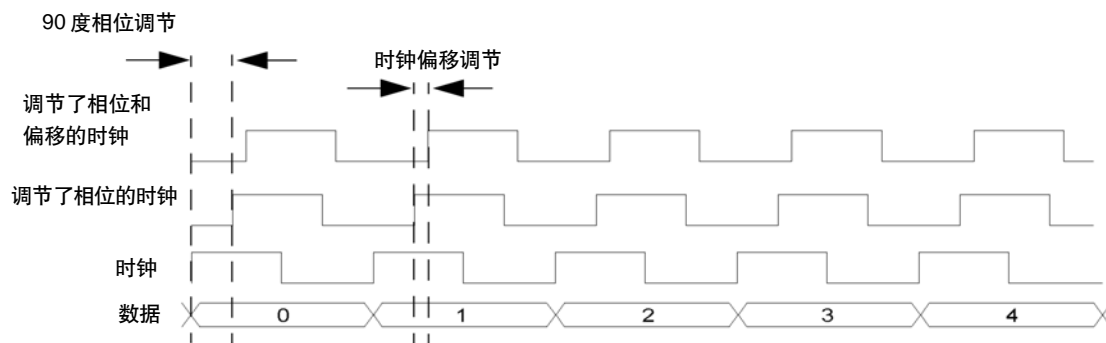 90 度相位调节
时钟偏移调节
调节了相位和
偏移的时钟
调节了相位的时钟
时钟
数据
0 1 2 3 4